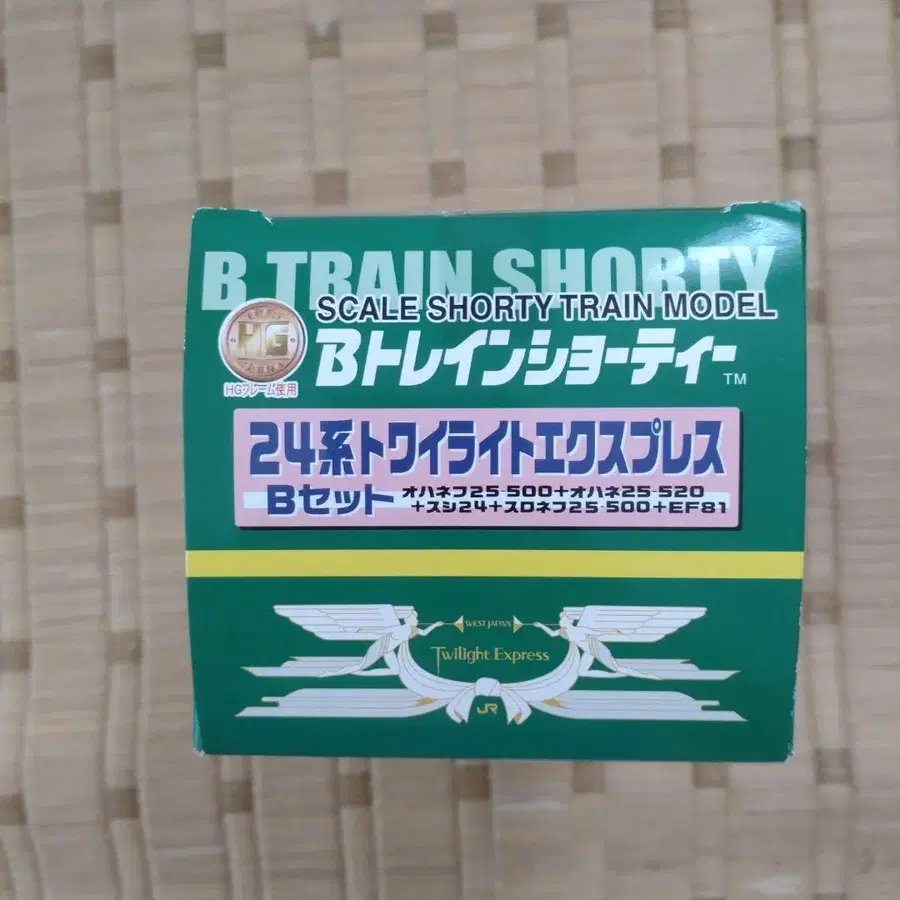 B TRAIN SHORTY
SCALE SHORTY TRAIN MODEL
HG
Bトレインショーティー
TM
HGフレーム使用
24系トワイライトエクスプレス
Bセット
オハネフ25-500+オハネ25-520
+スシ24+スロネフ25-500+EF81
WEST JAPAN
Twilight Express
JR